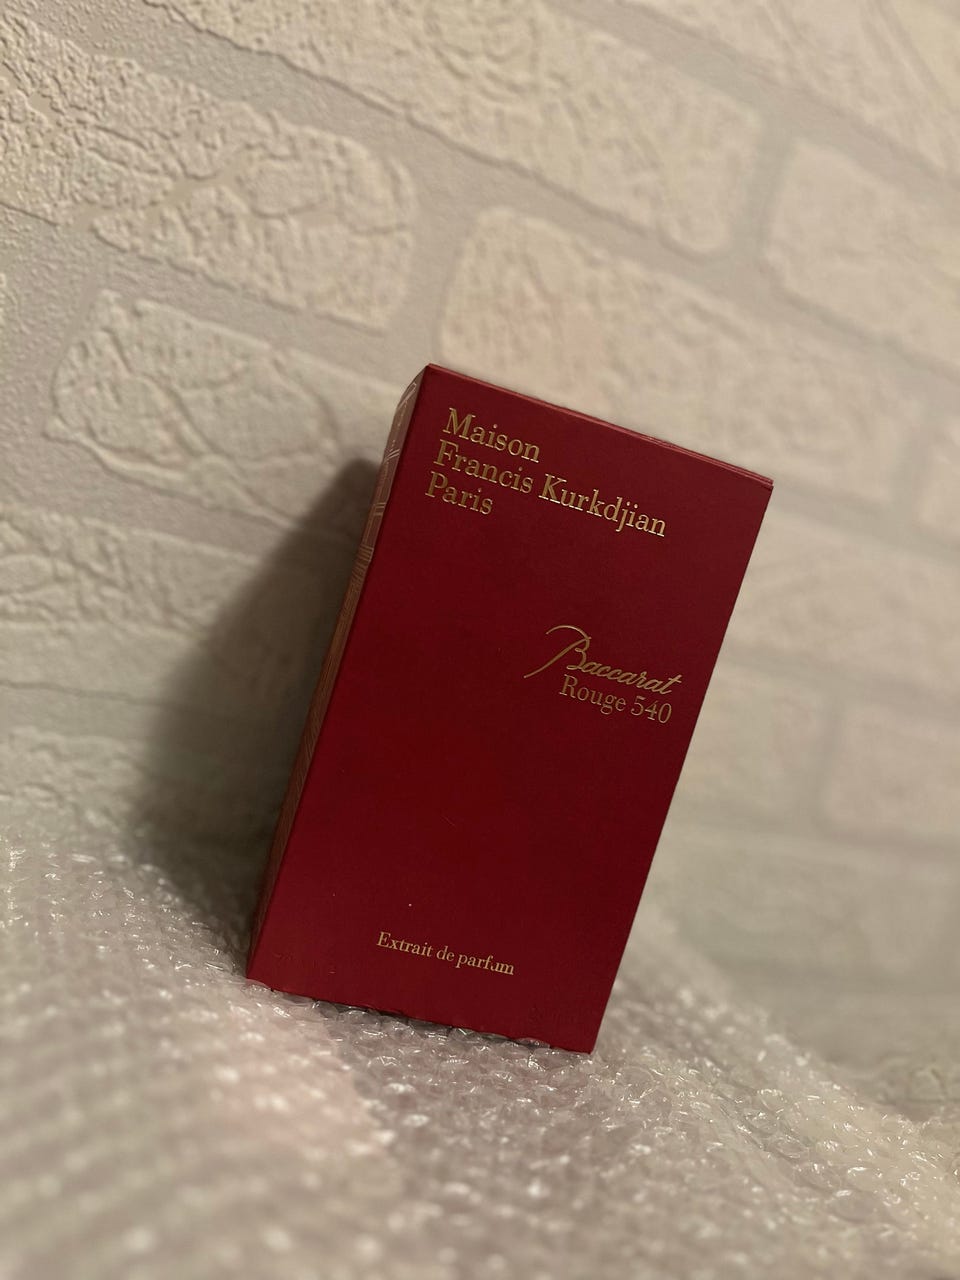 Maison
Francis Kurkdjian
Paris
Baccarat
Rouge 540
Extrait de parfum